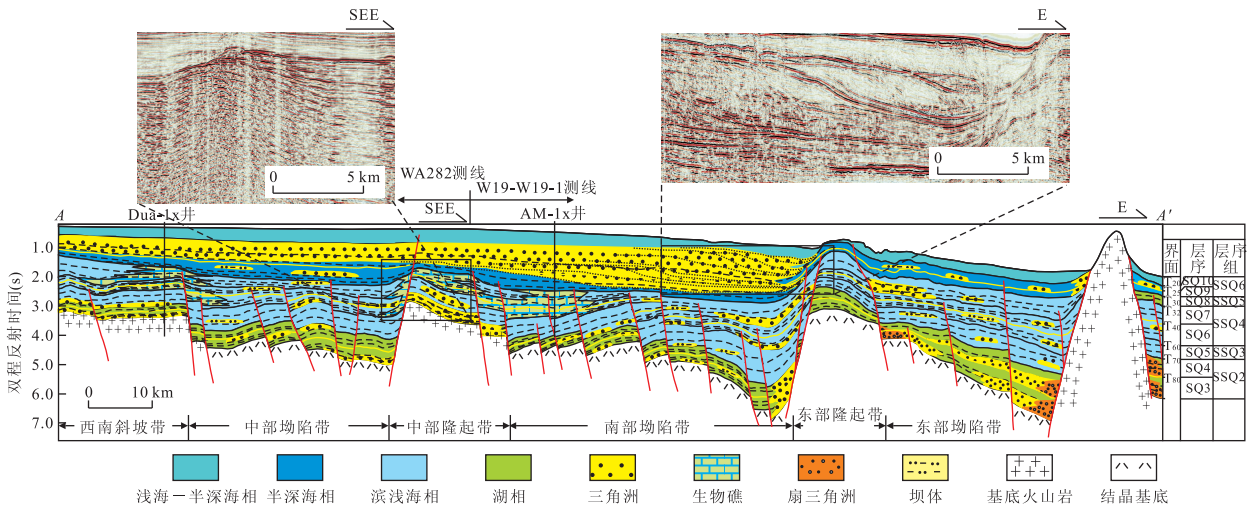 SEE
E
0 5 km
0 5 km
WA282测线
W19-W19-1测线
SEE
E
A
Dua-1x井
AM-1x井
A′
双程反射时间(s)
1.0
2.0
3.0
4.0
5.0
6.0
7.0
0 10 km
界面
层序
层序组
T20
SQ10
SSQ6
SQ9
T30
SQ8
SSQ5
T32
SQ7
SSQ4
T40
SQ6
T60
SQ5
SSQ3
T70
SQ4
SSQ2
T80
SQ3
西南斜坡带
中部坳陷带
中部隆起带
南部坳陷带
东部隆起带
东部坳陷带
浅海－半深海相
半深海相
滨浅海相
湖相
三角洲
生物礁
扇三角洲
坝体
基底火山岩
结晶基底